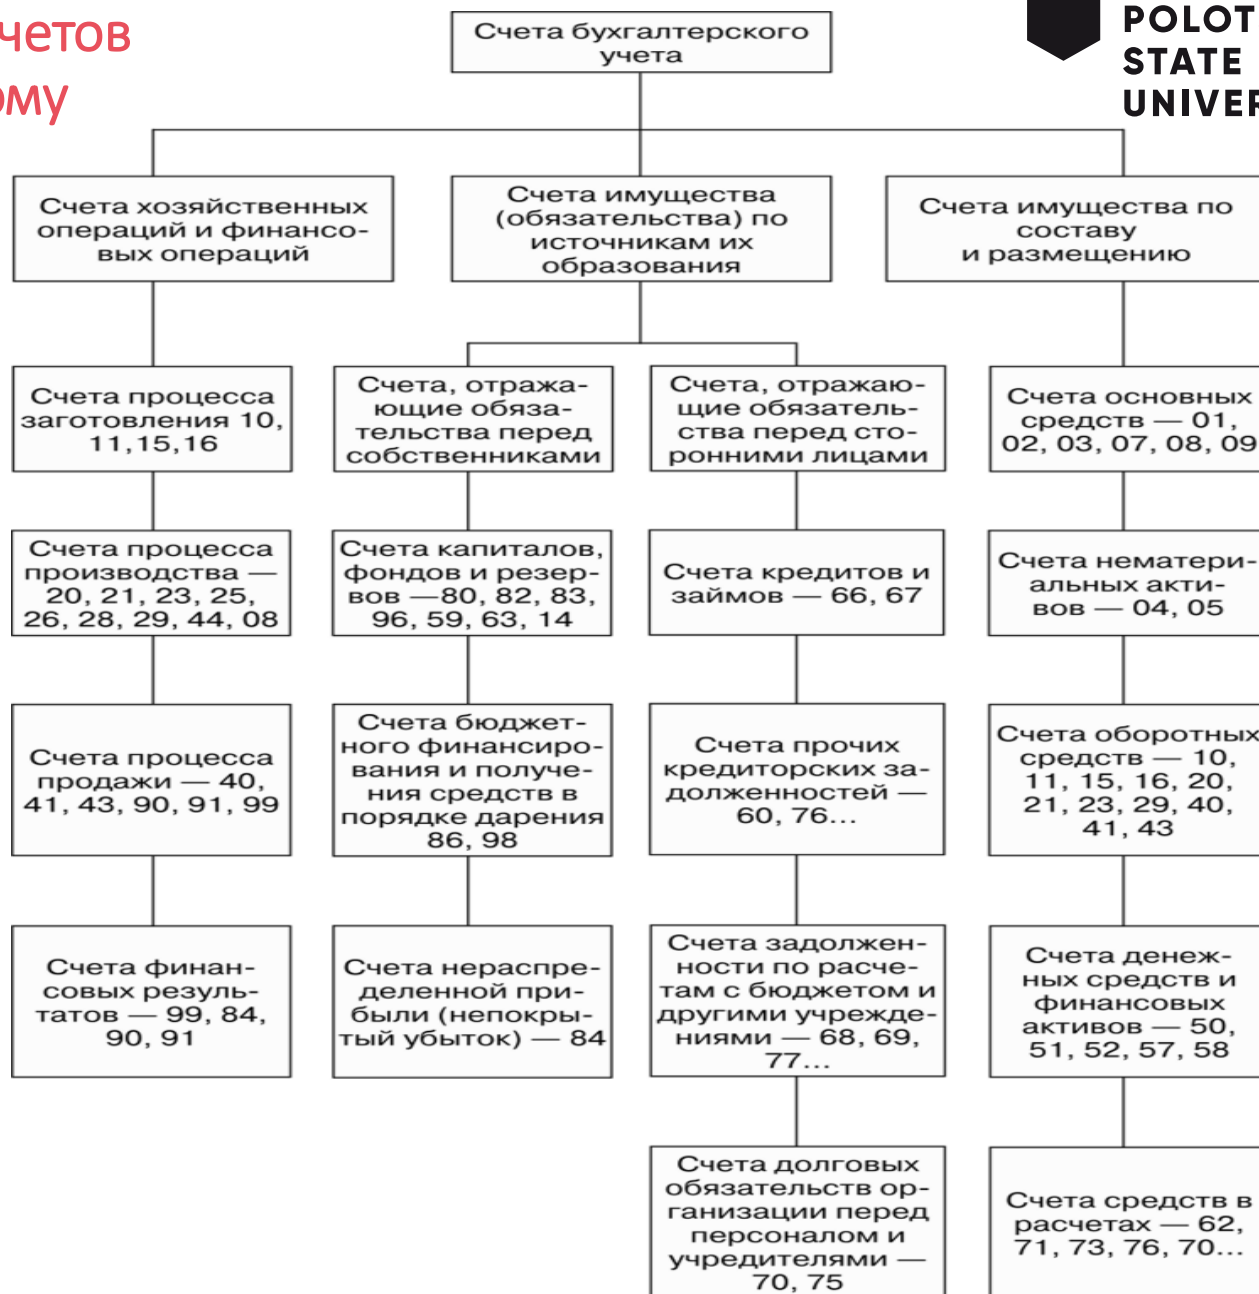 четов
ому
POLOT
STATE
UNIVER
Счета бухгалтерского
учета
Счета хозяйственных
операций и финансо-
вых операций
Счета имущества
(обязательства) по
источникам их
образования
Счета имущества по
составу
и размещению
Счета процесса
заготовления 10,
11,15,16
Счета, отража-
ющие обяза-
тельства перед
собственниками
Счета, отражаю-
щие обязатель-
ства перед сто-
ронними лицами
Счета основных
средств — 01,
02, 03, 07, 08, 09
Счета процесса
производства —
20, 21, 23, 25,
26, 28, 29, 44, 08
Счета капиталов,
фондов и резер-
вов —80, 82, 83,
96, 59, 63, 14
Счета кредитов и
займов — 66, 67
Счета нематери-
альных акти-
вов — 04, 05
Счета процесса
продажи — 40,
41, 43, 90, 91, 99
Счета бюджет-
ного финансиро-
вания и получе-
ния средств в
порядке дарения
86, 98
Счета прочих
кредиторских за-
долженностей —
60, 76...
Счета оборотных
средств — 10,
11, 15, 16, 20,
21, 23, 29, 40,
41, 43
Счета финан-
совых резуль-
татов — 99, 84,
90, 91
Счета нераспре-
деленной при-
были (непокры-
тый убыток) — 84
Счета задолжен-
ности по расче-
там с бюджетом и
другими учрежде-
ниями — 68, 69,
77...
Счета денеж-
ных средств и
финансовых
активов — 50,
51, 52, 57, 58
Счета долговых
обязательств ор-
ганизации перед
персоналом и
учредителями —
70, 75
Счета средств в
расчетах — 62,
71, 73, 76, 70...